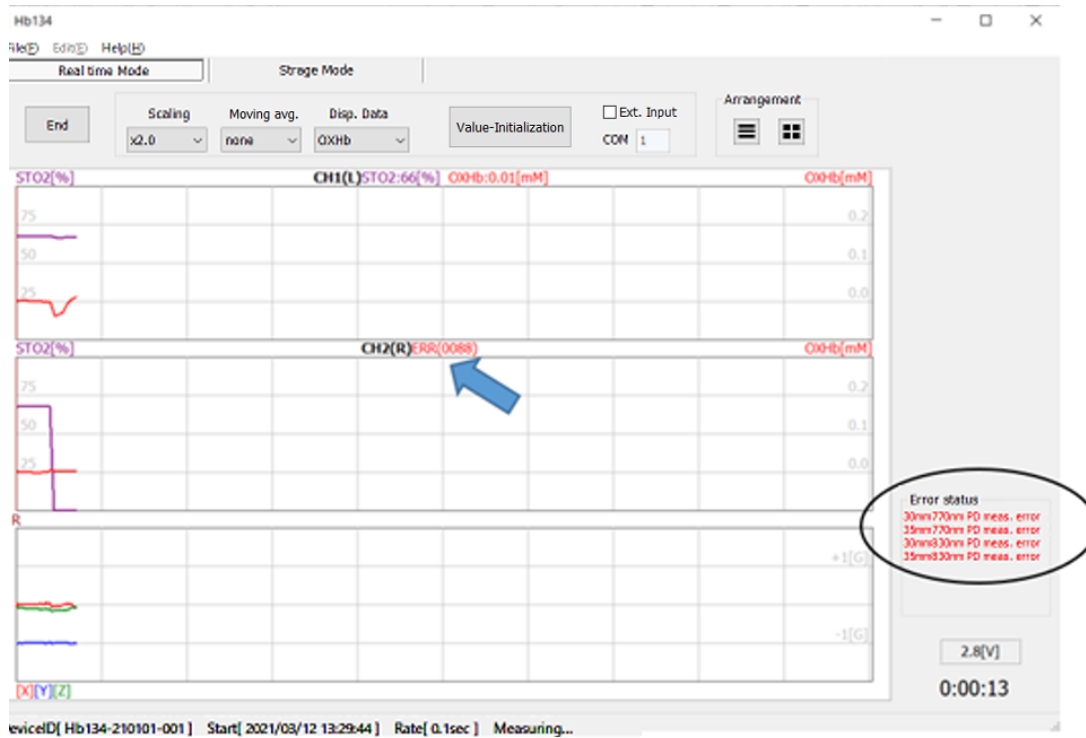 Hb134
File(F) Edit(E) Help(H)
Real time Mode Strage Mode
End
Scaling Moving avg. Disp. Data
x2.0 none OXHb
Value-Initialization
Ext. Input
COM 1
Arrangement
STO2[%] CH1(L)STO2:66[%] OXHb:0.01[mM] OXHb[mM]
75 0.2
50 0.1
25 0.0
STO2[%] CH2(R)ERR(0088) OXHb[mM]
75 0.2
50 0.1
25 0.0
R
+1[G]
-1[G]
[X][Y][Z]
Error status
30mm770nm PD meas. error
35mm770nm PD meas. error
30mm830nm PD meas. error
35mm830nm PD meas. error
2.8[V]
0:00:13
eviceID[ Hb134-210101-001 ] Start[ 2021/03/12 13:29:44 ] Rate[ 0.1sec ] Measuring...